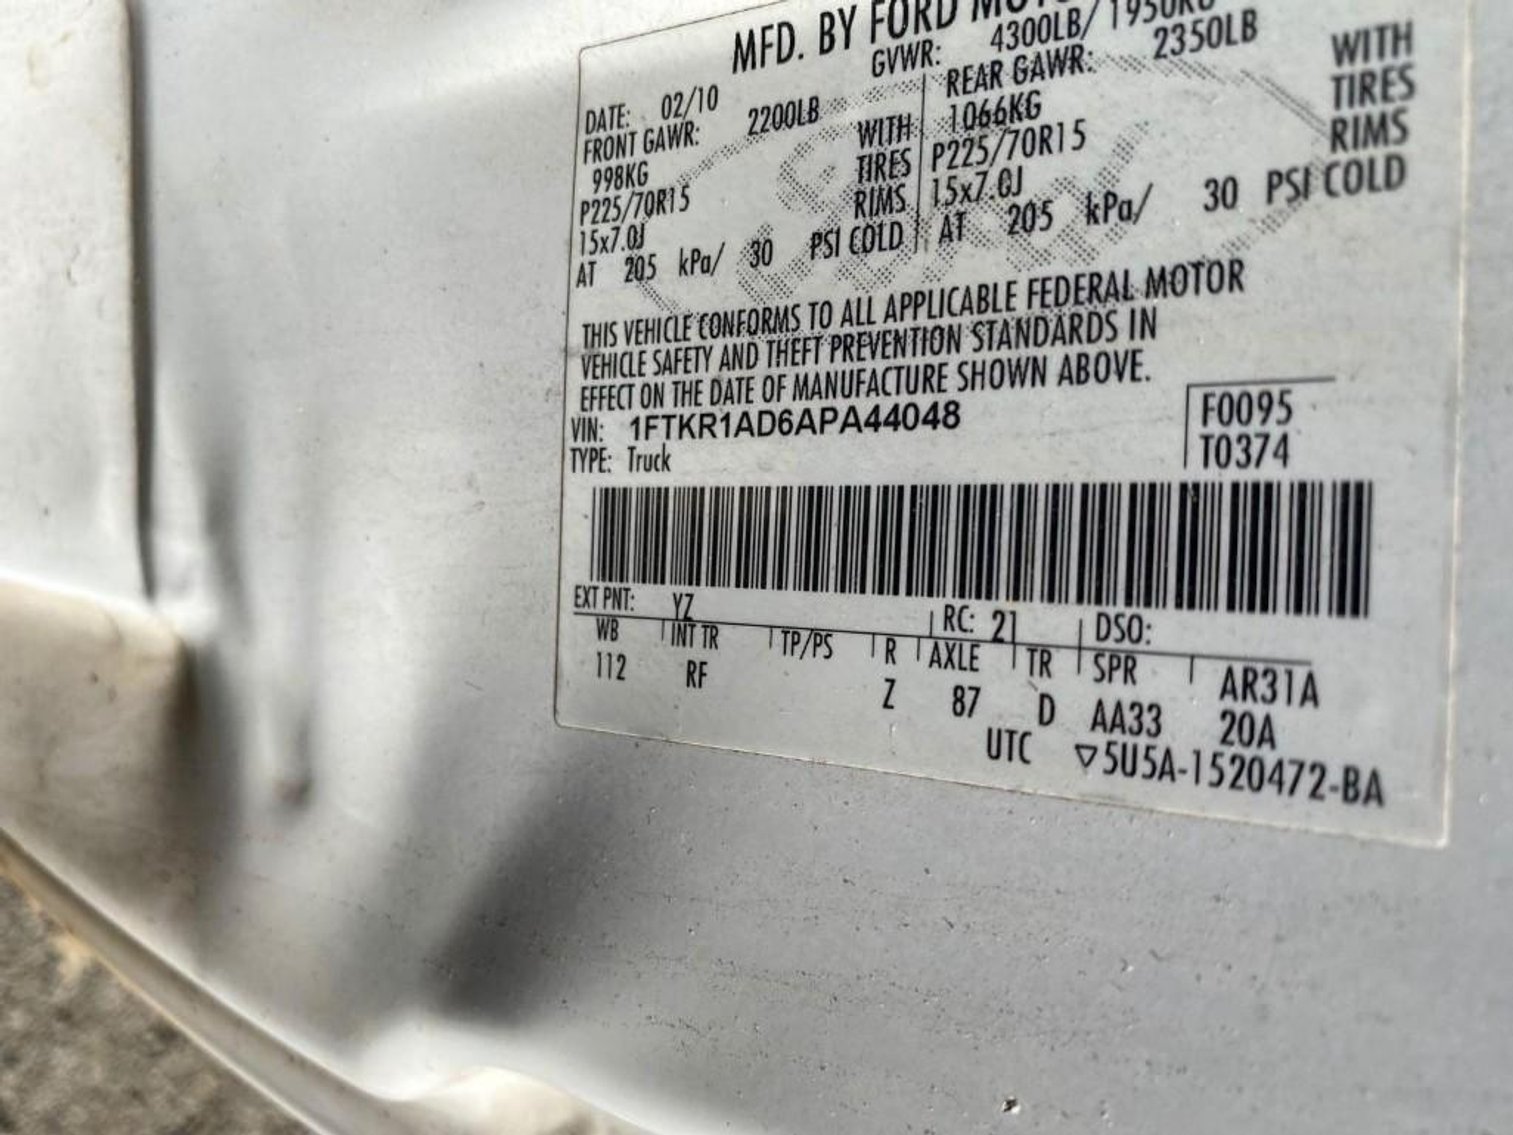 MFD. BY FORD
DATE: 02/10 GVWR: 4300LB/ 1950KG
FRONT GAWR: 2200LB REAR GAWR: 2350LB
998KG WITH 1066KG WITH
P225/70R15 TIRES P225/70R15 TIRES
15x7.0J RIMS 15x7.0J RIMS
AT 205 kPa/ 30 PSI COLD AT 205 kPa/ 30 PSI COLD
THIS VEHICLE CONFORMS TO ALL APPLICABLE FEDERAL MOTOR
VEHICLE SAFETY AND THEFT PREVENTION STANDARDS IN
EFFECT ON THE DATE OF MANUFACTURE SHOWN ABOVE.
VIN: 1FTKR1AD6APA44048 F0095
TYPE: Truck T0374
EXT PNT: YZ RC: 21 DSO:
WB INT TR TP/PS R AXLE TR SPR AR31A
112 RF Z 87 D AA33 20A
UTC ▽5U5A-1520472-BA